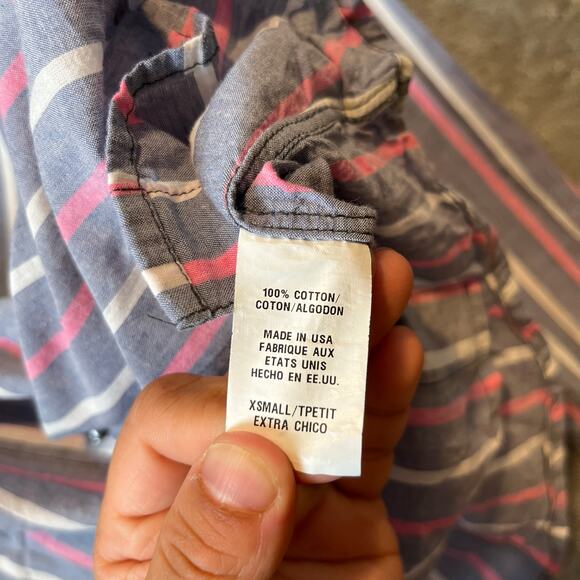 100% COTTON/
COTON/ALGODON
MADE IN USA
FABRIQUE AUX
ETATS UNIS
HECHO EN EE.UU.
XSMALL/TPETIT
EXTRA CHICO